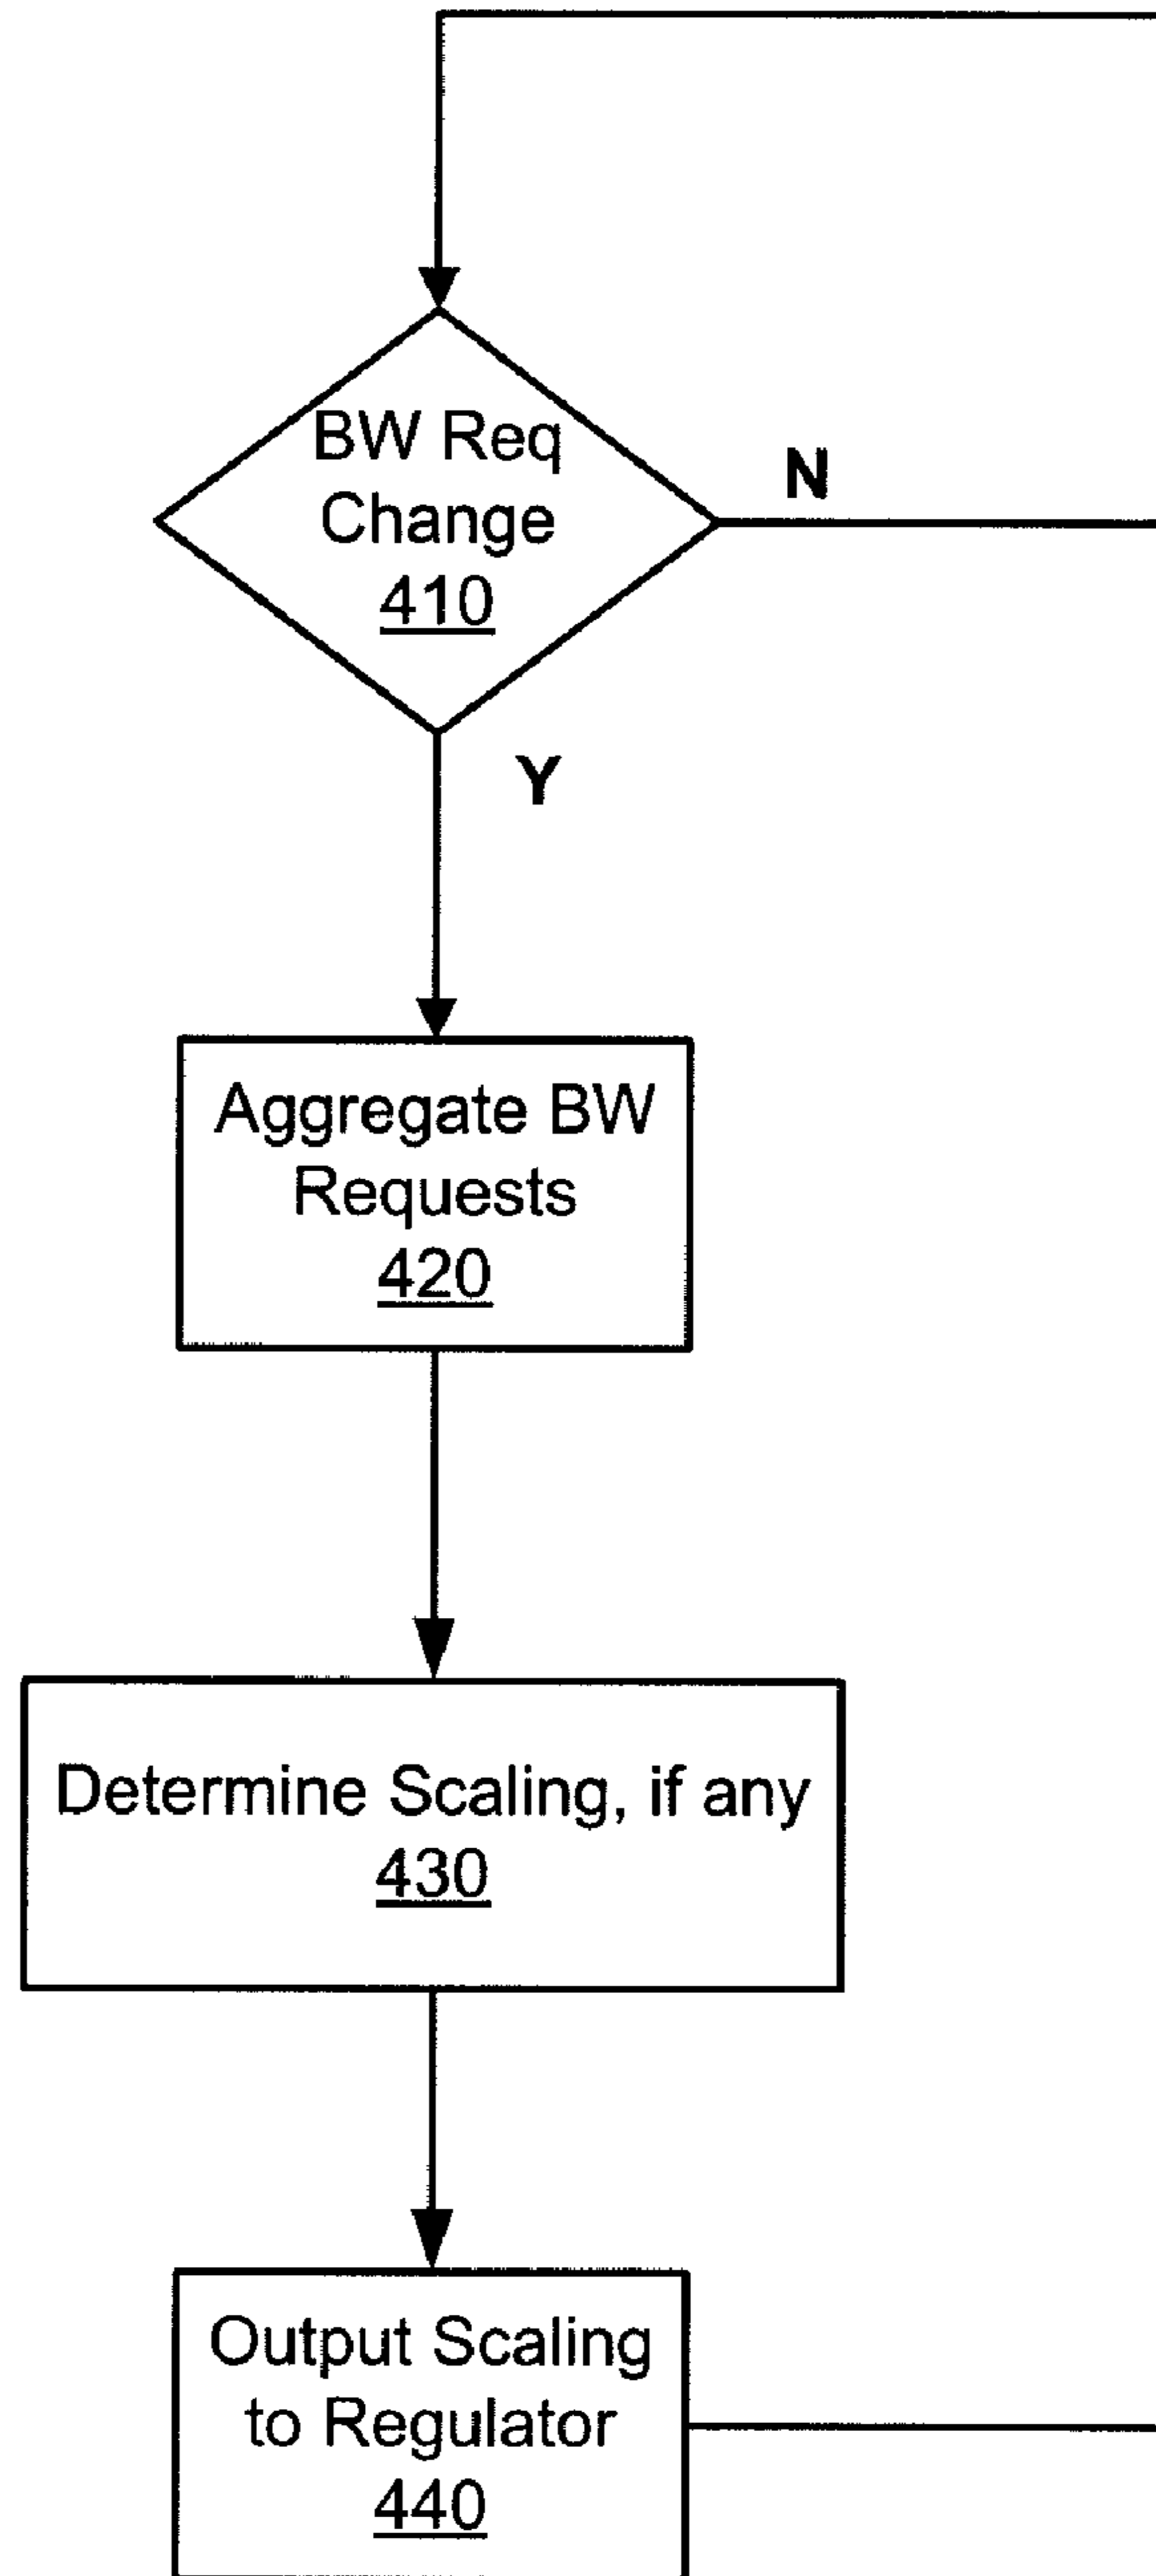 BW Req
Change
410
N
Y
Aggregate BW
Requests
420
Determine Scaling, if any
430
Output Scaling
to Regulator
440